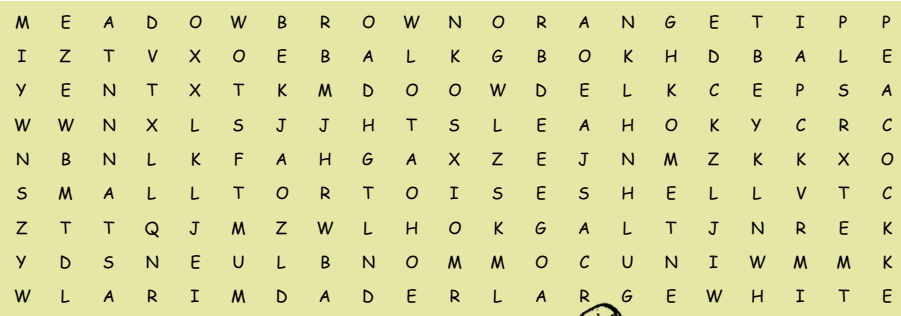 M E A D O W B R O W N O R A N G E T I P P
I Z T V X O E B A L K G B O K H D B A L E
Y E N T X T K M D O O W D E L K C E P S A
W W N X L S J J H T S L E A H O K Y C R C
N B N L K F A H G A X Z E J N M Z K K X O
S M A L L T O R T O I S E S H E L L V T C
Z T T Q J M Z W L H O K G A L T J N R E K
Y D S N E U L B N O M M O C U N I W M M K
W L A R I M D A D E R L A R G E W H I T E